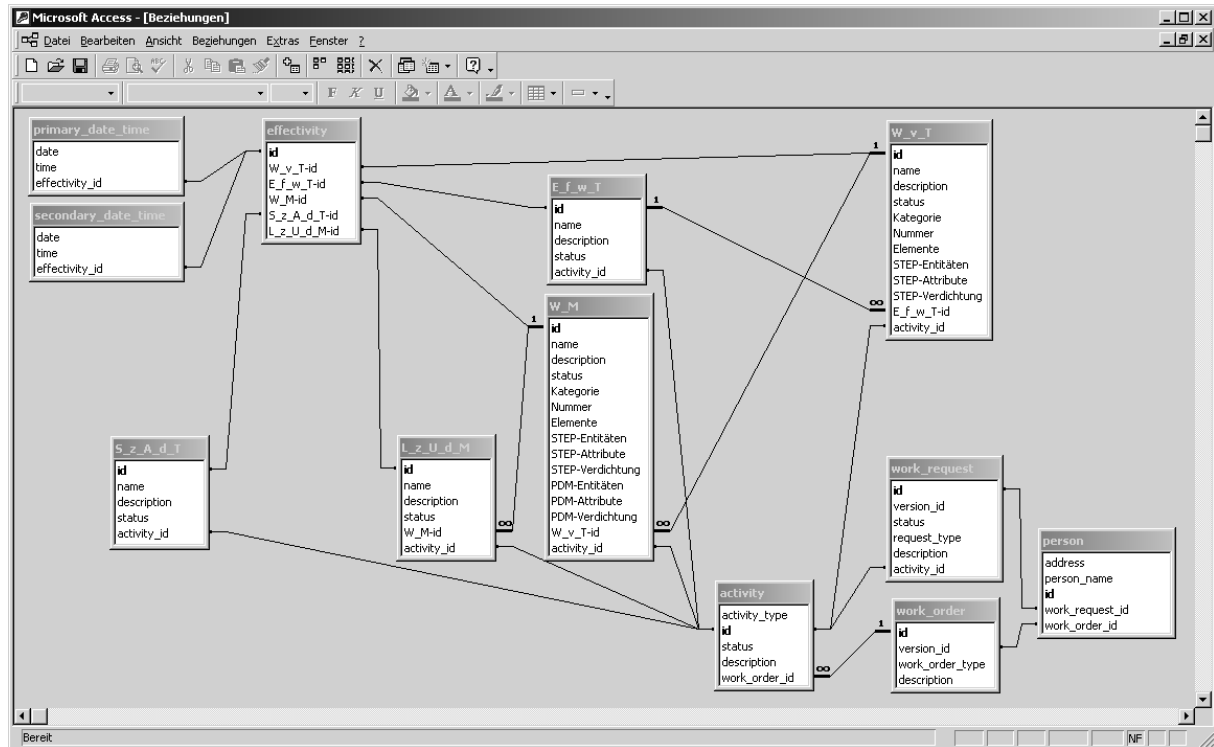 Microsoft Access - [Beziehungen]
Datei Bearbeiten Ansicht Beziehungen Extras Fenster ?
F K U A
primary_date_time
date
time
effectivity_id
secondary_date_time
date
time
effectivity_id
effectivity
id
W_v_T-id
E_f_w_T-id
W_M-id
S_z_A_d_T-id
L_z_U_d_M-id
E_f_w_T
id
name
description
status
activity_id
1
∞
W_v_T
1
id
name
description
status
Kategorie
Nummer
Elemente
STEP-Entitäten
STEP-Attribute
STEP-Verdichtung
E_f_w_T-id
activity_id
W_M
1
id
name
description
status
Kategorie
Nummer
Elemente
STEP-Entitäten
STEP-Attribute
STEP-Verdichtung
PDM-Entitäten
PDM-Attribute
PDM-Verdichtung
W_v_T-id
activity_id
∞
S_z_A_d_T
id
name
description
status
activity_id
L_z_U_d_M
id
name
description
status
W_M-id
activity_id
∞
work_request
id
version_id
status
request_type
description
activity_id
person
address
person_name
id
work_request_id
work_order_id
activity
activity_type
id
status
description
work_order_id
∞
work_order
1
id
version_id
work_order_type
description
Bereit
NF